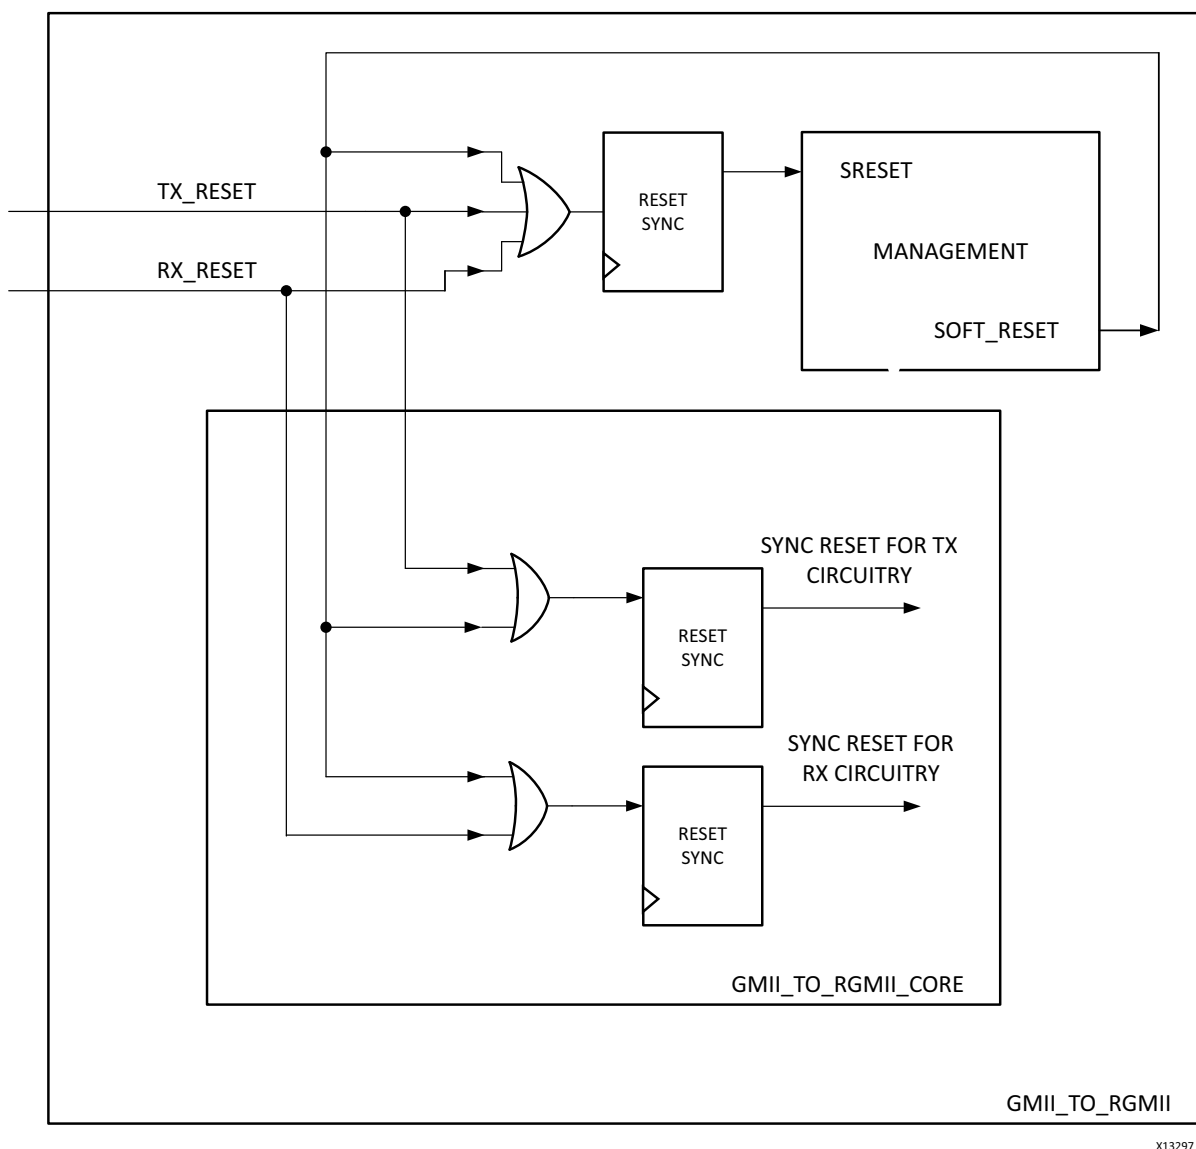 TX_RESET
RX_RESET
RESET
SYNC
SRESET
MANAGEMENT
SOFT_RESET
SYNC RESET FOR TX
CIRCUITRY
RESET
SYNC
SYNC RESET FOR
RX CIRCUITRY
RESET
SYNC
GMII_TO_RGMII_CORE
GMII_TO_RGMII
X13297